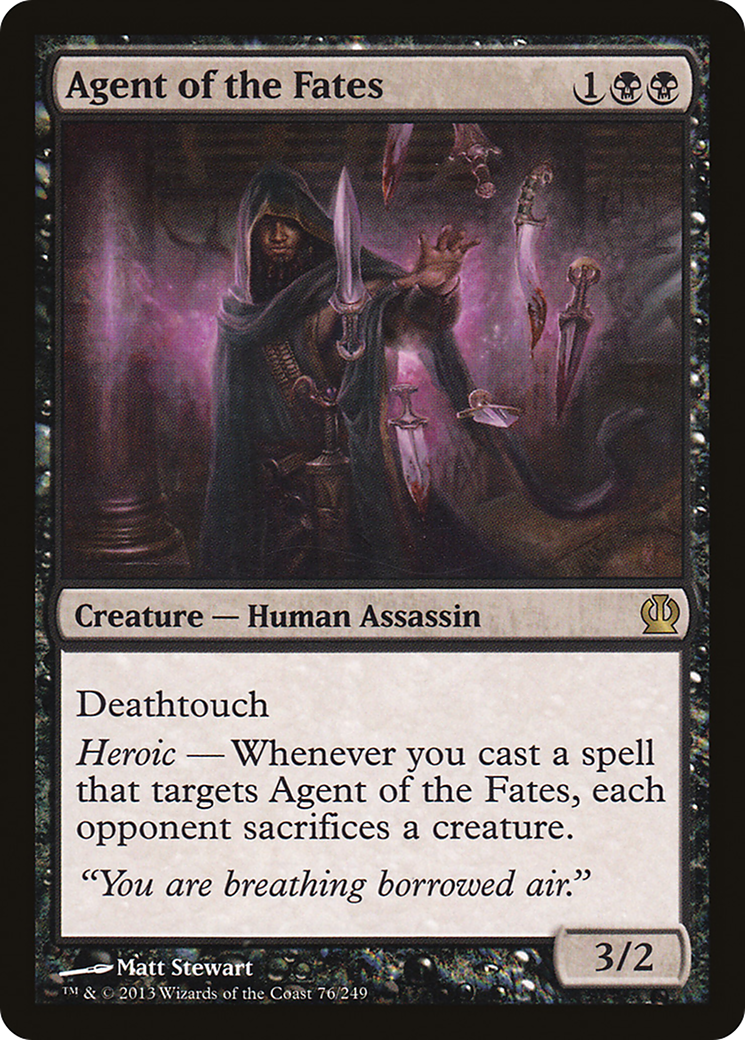 Agent of the Fates 1
Creature — Human Assassin
Deathtouch
Heroic — Whenever you cast a spell
that targets Agent of the Fates, each
opponent sacrifices a creature.
“You are breathing borrowed air.”
3/2
Matt Stewart
™ & © 2013 Wizards of the Coast 76/249